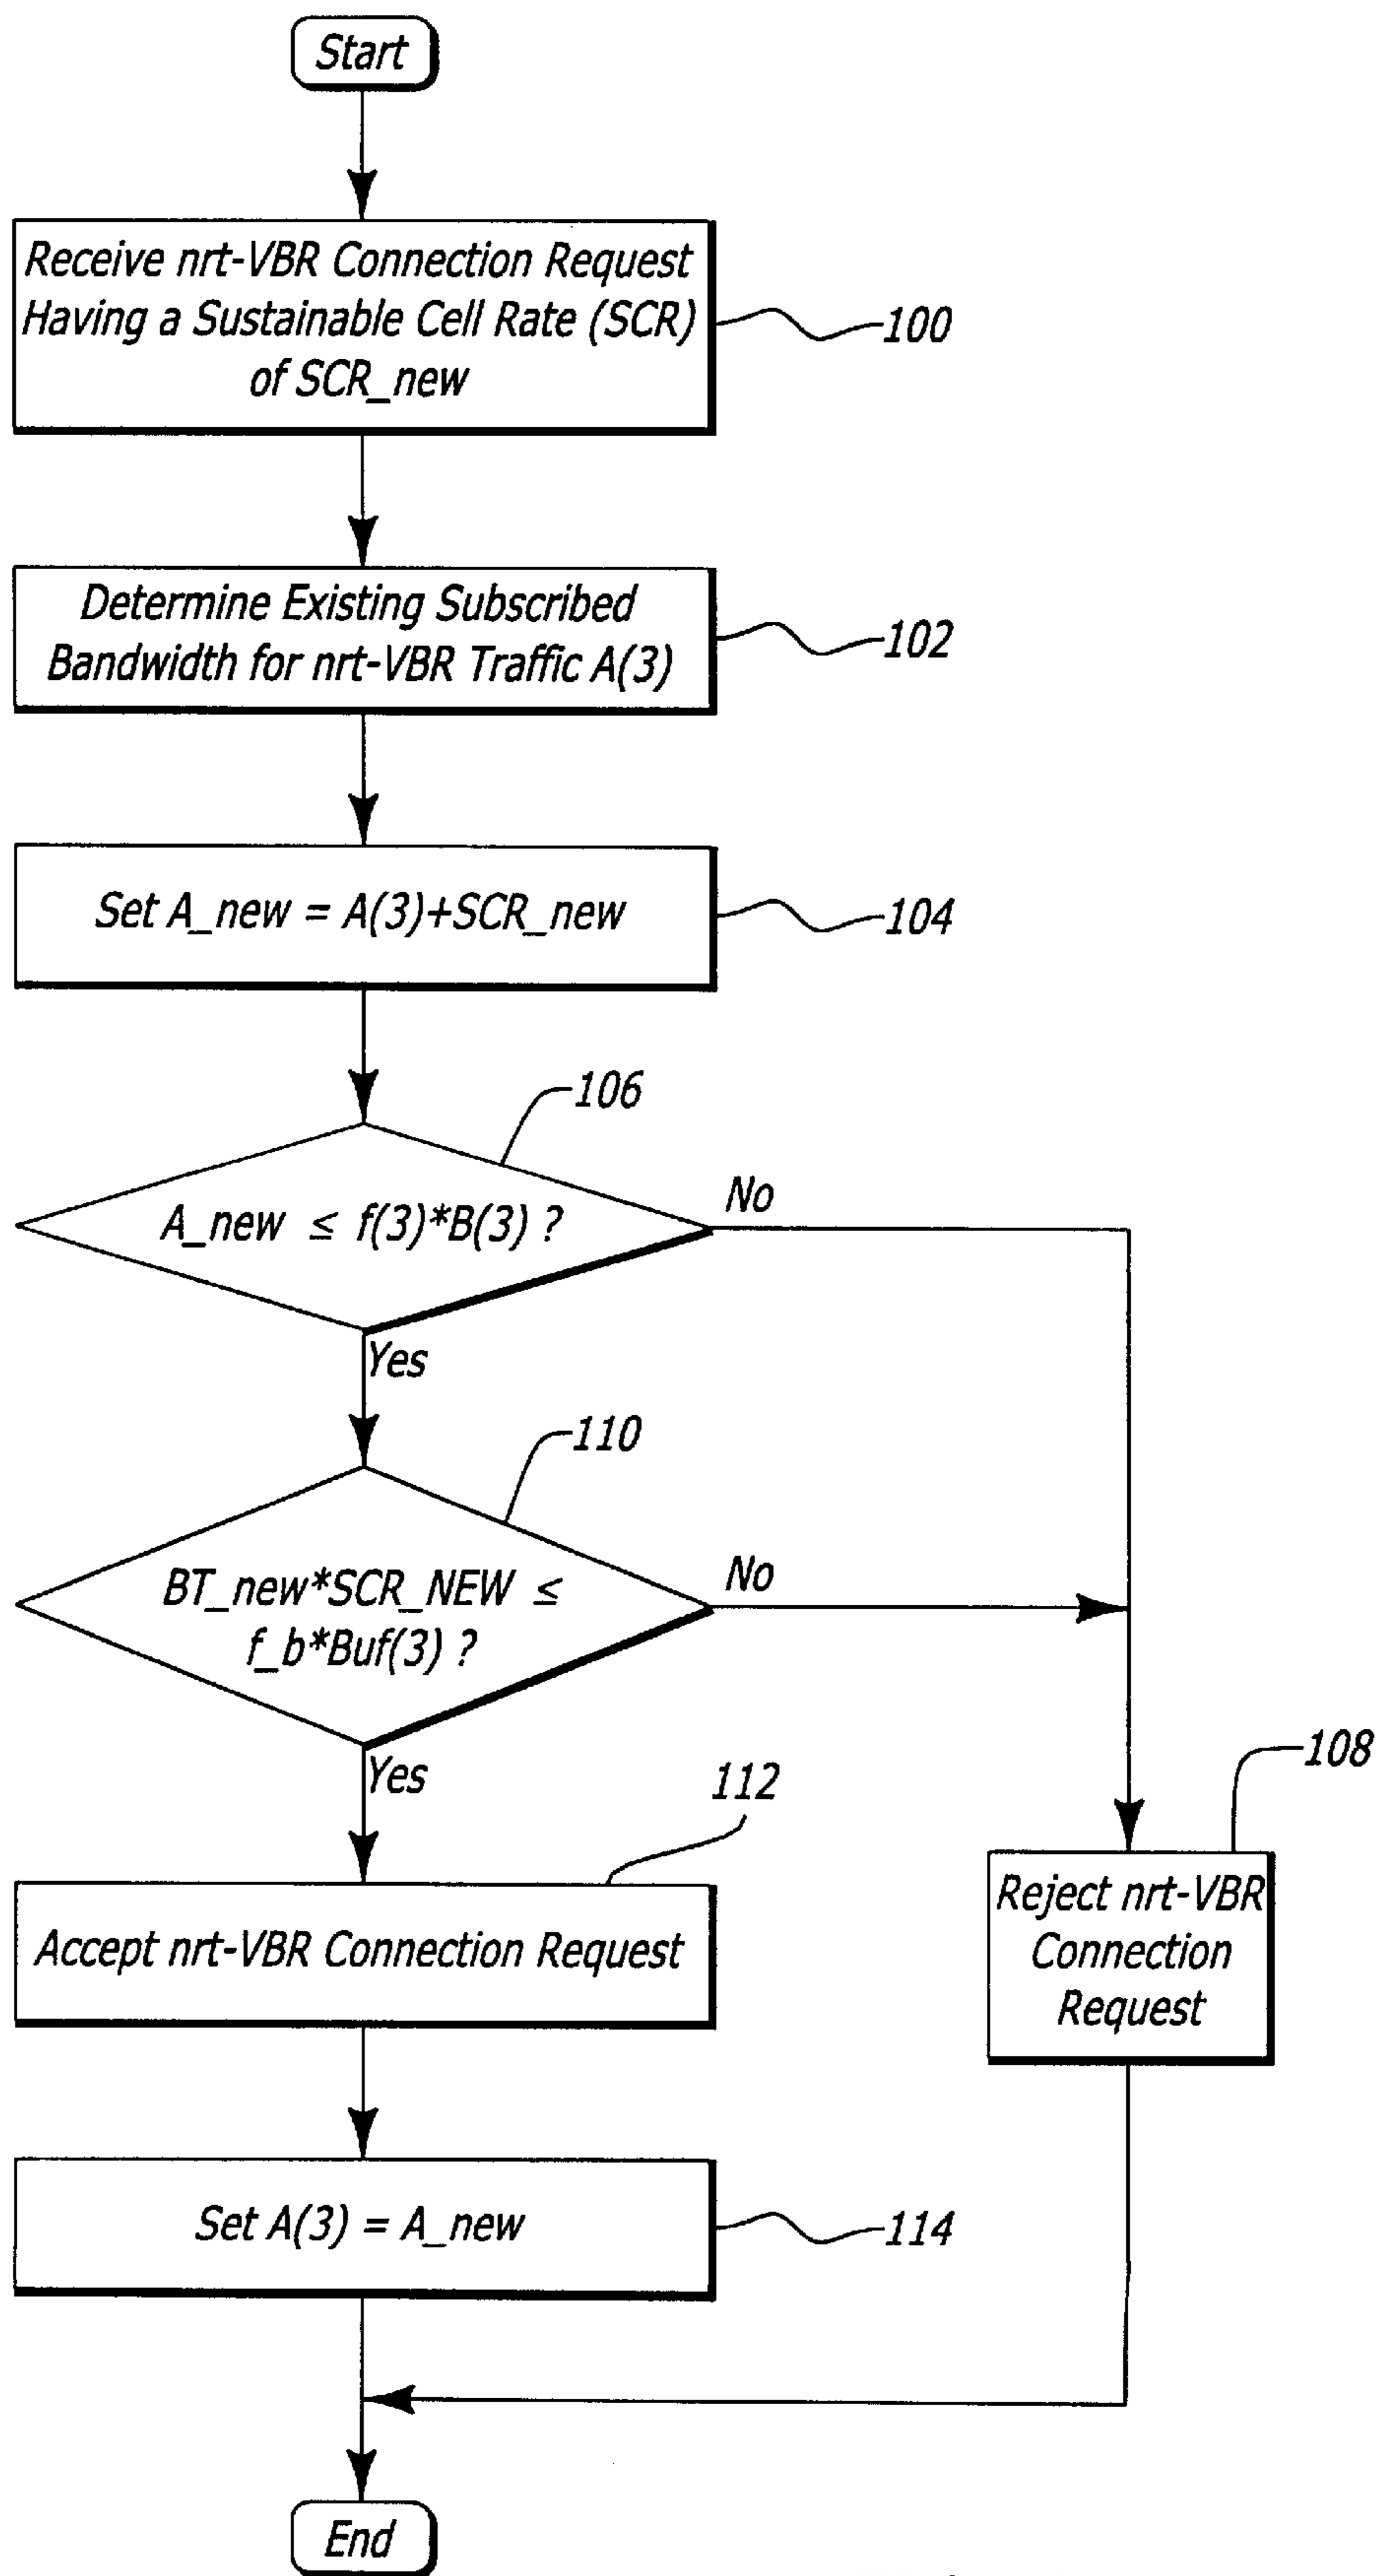 Start
Receive nrt-VBR Connection Request
Having a Sustainable Cell Rate (SCR)
of SCR_new
100
Determine Existing Subscribed
Bandwidth for nrt-VBR Traffic A(3)
102
Set A_new = A(3)+SCR_new
104
106
A_new ≤ f(3)*B(3) ?
No
Yes
110
BT_new*SCR_NEW ≤
f_b*Buf(3) ?
No
Yes
112
108
Accept nrt-VBR Connection Request
Reject nrt-VBR
Connection
Request
Set A(3) = A_new
114
End